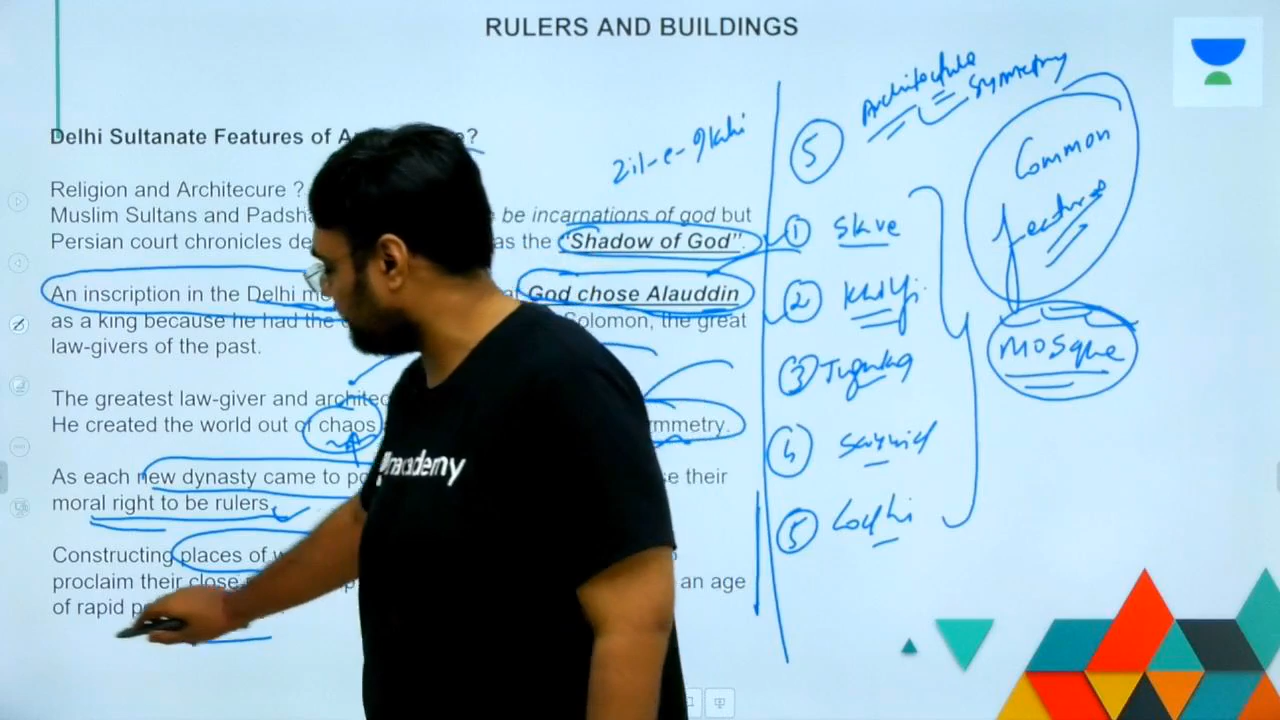 RULERS AND BUILDINGS
Delhi Sultanate Features of A e?
Religion and Architecure ?
Muslim Sultans and Padsha be incarnations of god but
Persian court chronicles de as the "Shadow of God".
An inscription in the Delhi mo God chose Alauddin
as a king because he had the Solomon, the great
law-givers of the past.
The greatest law-giver and architec
He created the world out of chaos mmetry.
As each new dynasty came to po se their
moral right to be rulers.
Constructing places of w
proclaim their close an age
of rapid po
unacademy
Zil-e-Ilahi
Architecture
Symmetry
5
Common
features
Mosque
1 Slave
2 Khilji
3 Tugulaq
4 Sayyid
5 Lodhi